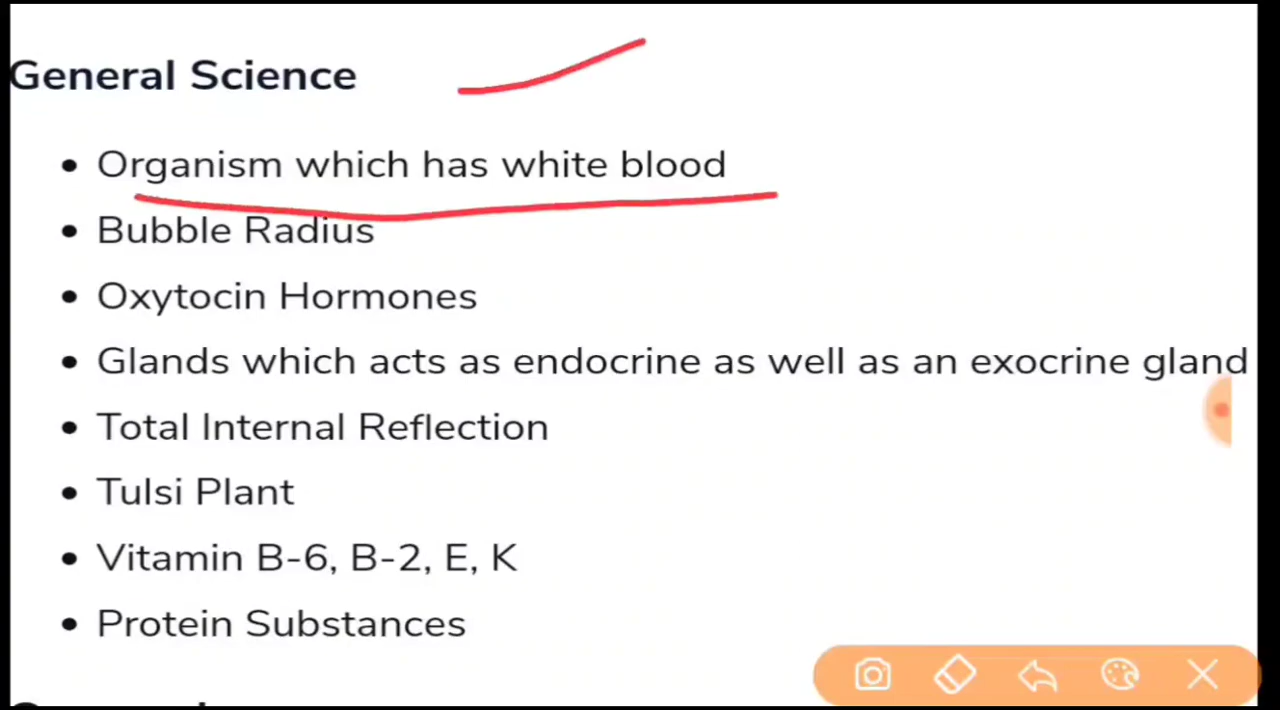 General Science
• Organism which has white blood
• Bubble Radius
• Oxytocin Hormones
• Glands which acts as endocrine as well as an exocrine gland
• Total Internal Reflection
• Tulsi Plant
• Vitamin B-6, B-2, E, K
• Protein Substances